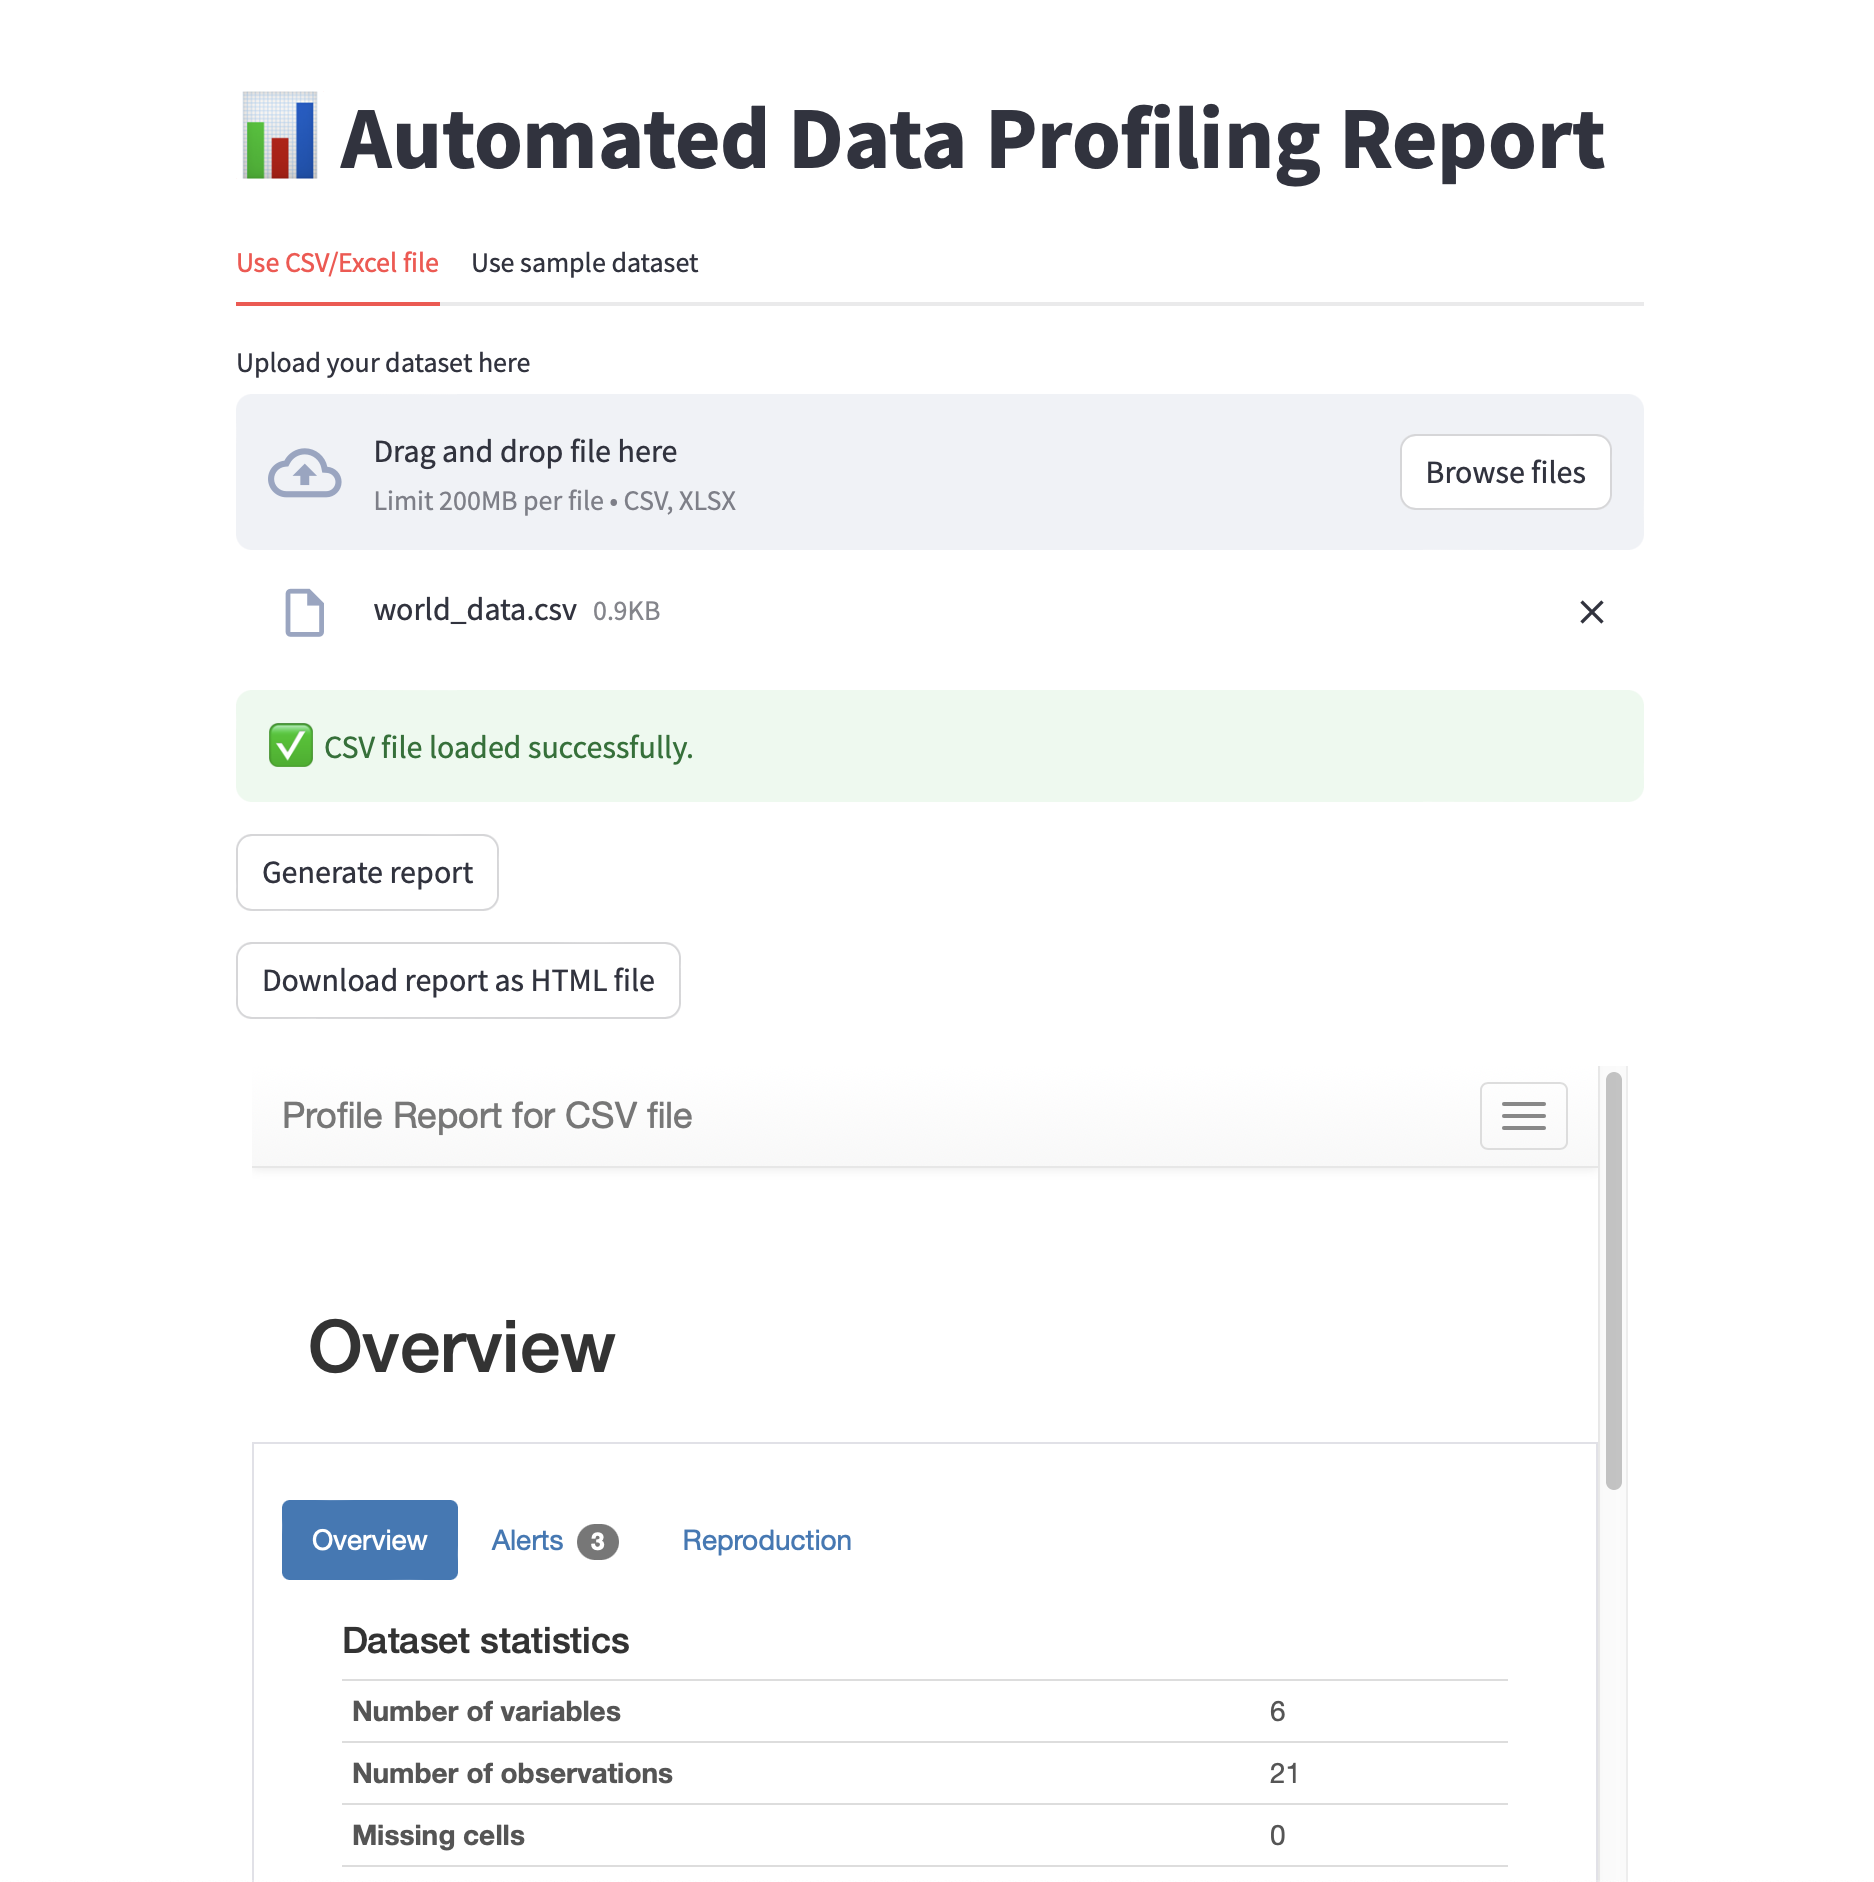 Automated Data Profiling Report
Use CSV/Excel file Use sample dataset
Upload your dataset here
Drag and drop file here
Limit 200MB per file • CSV, XLSX
Browse files
world_data.csv 0.9KB
CSV file loaded successfully.
Generate report
Download report as HTML file
Profile Report for CSV file
Overview
Overview Alerts 3 Reproduction
Dataset statistics
Number of variables 6
Number of observations 21
Missing cells 0